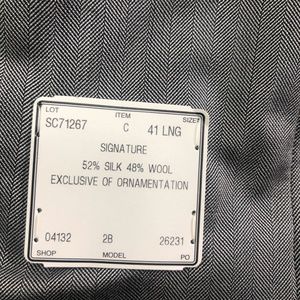 LOT ITEM SIZE
SC71267 C 41 LNG
SIGNATURE
52% SILK 48% WOOL
EXCLUSIVE OF ORNAMENTATION
04132 2B 26231
SHOP MODEL PO